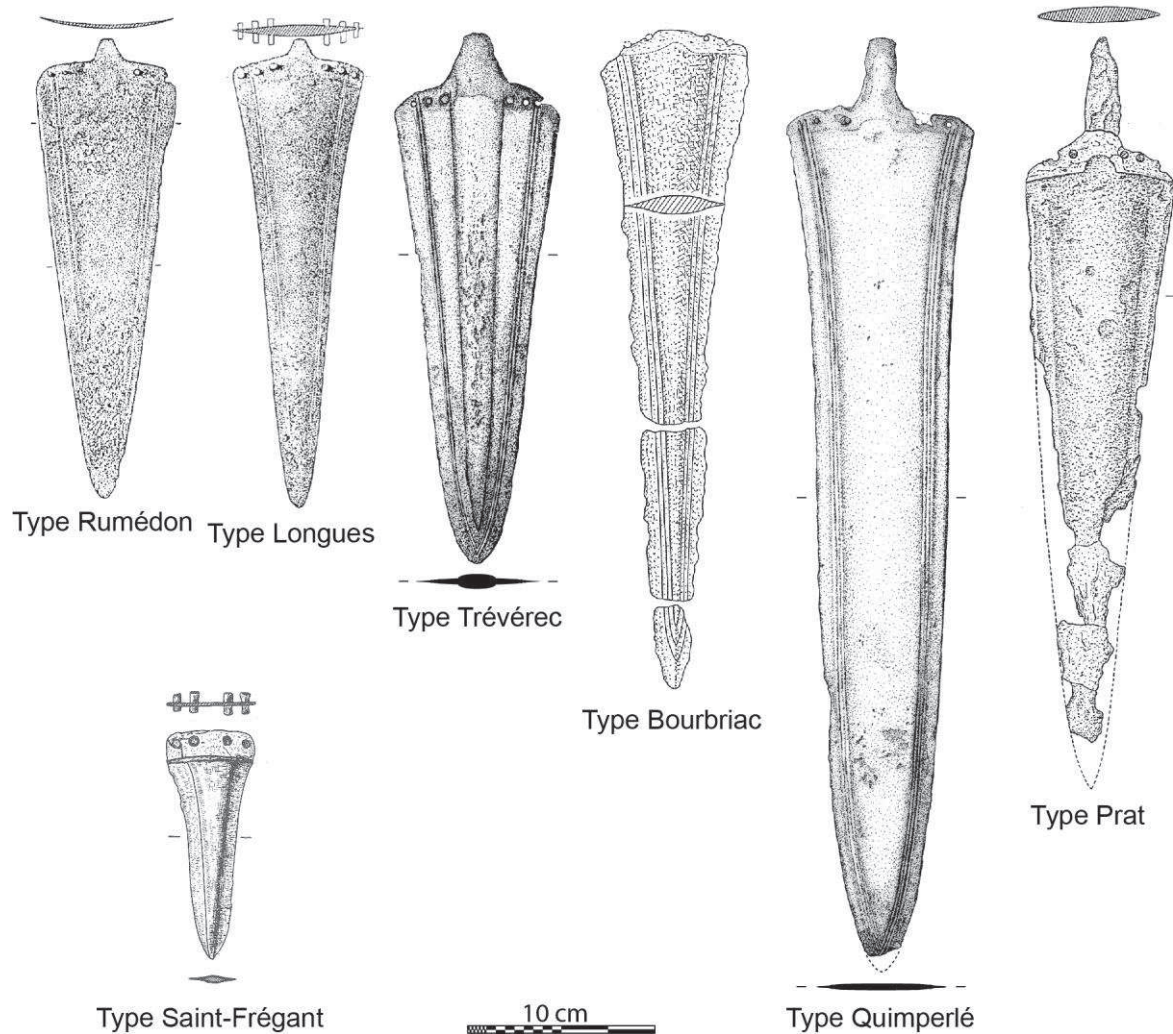 Type Rumédon
Type Longues
Type Trévérec
Type Bourbriac
Type Prat
Type Saint-Frégant
10 cm
Type Quimperlé